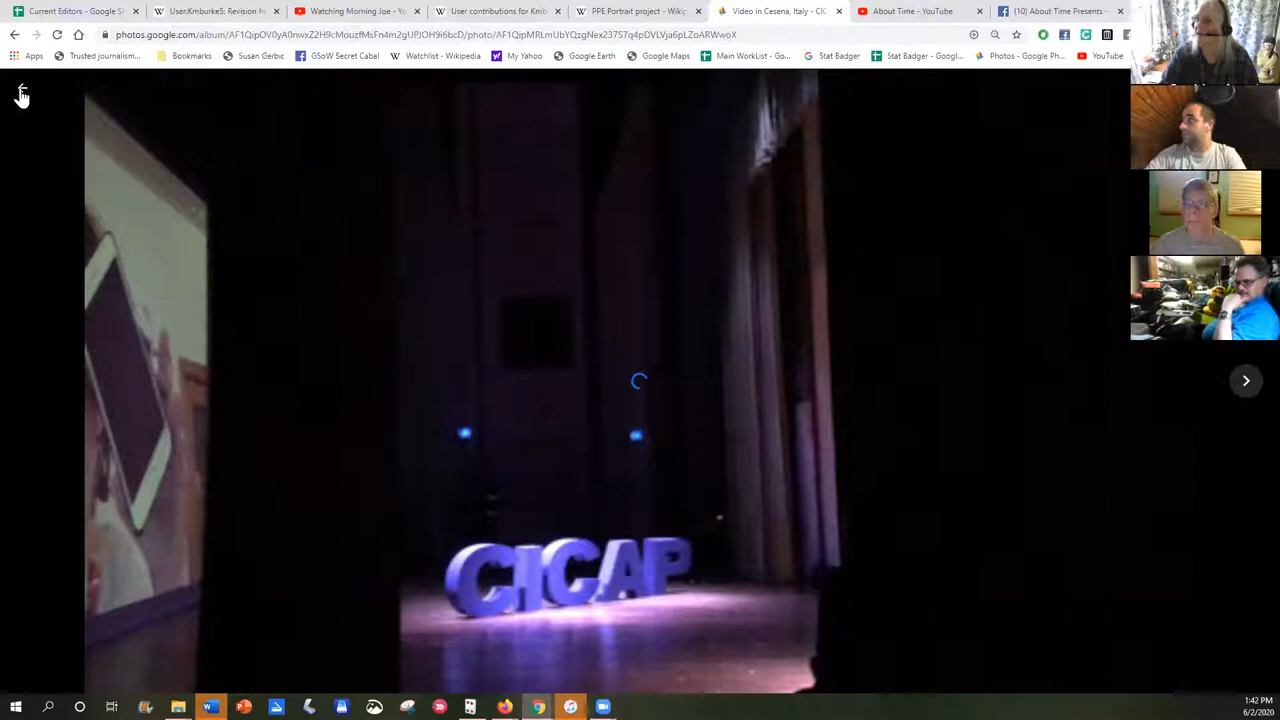 Current Editors - Google S
User:Kmburke5: Revision h
Watching Morning Joe - Yo
User contributions for Kmb
PPE Portrait project - Wikip
Video in Cesena, Italy - CIC
About Time - YouTube
(10) About Time Presents -
photos.google.com/album/
Apps
Trusted journalism...
Bookmarks
Susan Gerbic
GSoW Secret Cabal
Watchlist - Wikipedia
My Yahoo
Google Earth
Google Maps
Main WorkList - Go...
Stat Badger
Stat Badger - Googl...
Photos - Google Ph...
YouTube
CICAP
1:42 PM
6/2/2020